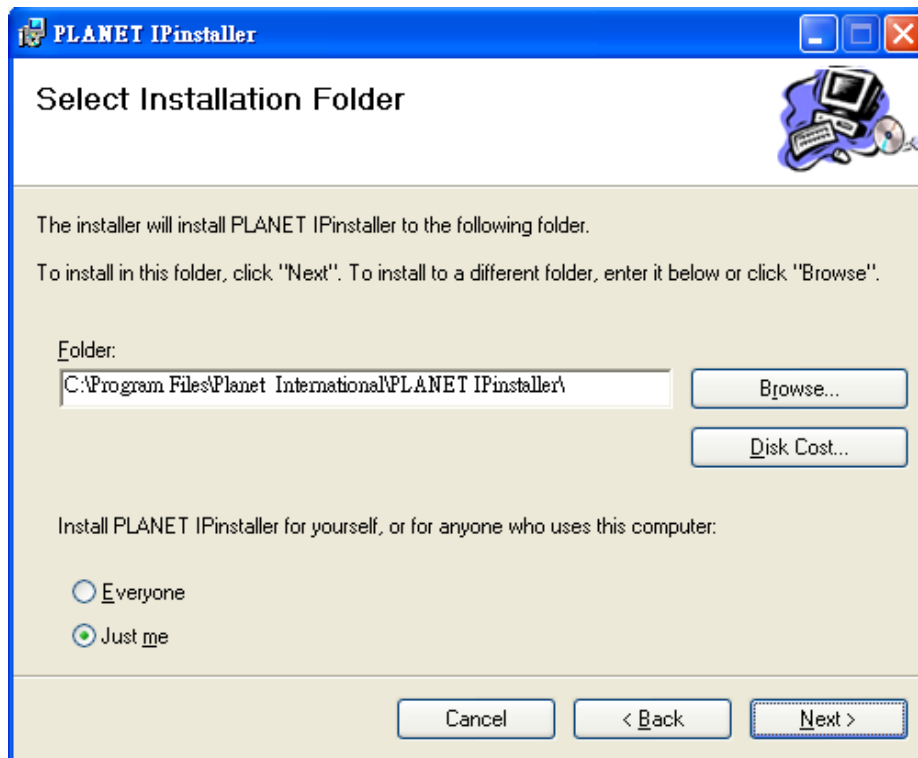 PLANET IPinstaller
Select Installation Folder
The installer will install PLANET IPinstaller to the following folder.
To install in this folder, click "Next". To install to a different folder, enter it below or click "Browse".
Folder:
C:\Program Files\Planet  International\PLANET IPinstaller\
Browse...
Disk Cost...
Install PLANET IPinstaller for yourself, or for anyone who uses this computer:
Everyone
Just me
Cancel
< Back
Next >